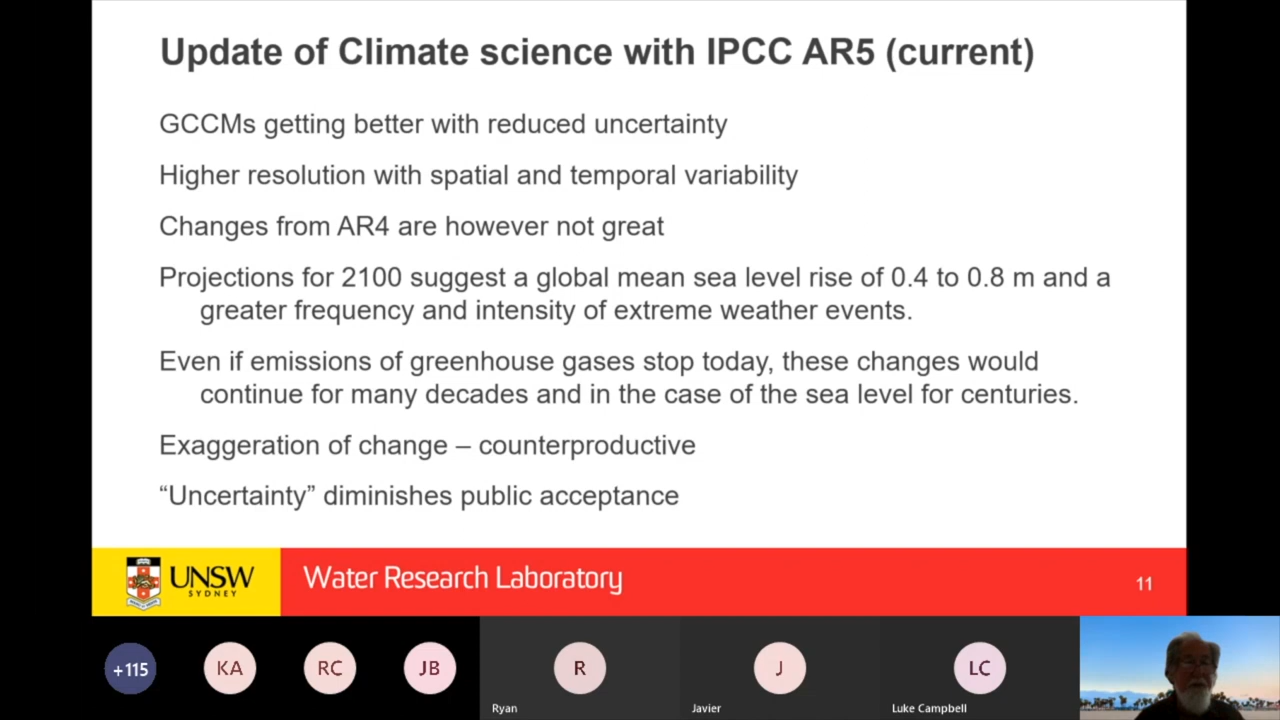 Update of Climate science with IPCC AR5 (current)
GCCMs getting better with reduced uncertainty
Higher resolution with spatial and temporal variability
Changes from AR4 are however not great
Projections for 2100 suggest a global mean sea level rise of 0.4 to 0.8 m and a
greater frequency and intensity of extreme weather events.
Even if emissions of greenhouse gases stop today, these changes would
continue for many decades and in the case of the sea level for centuries.
Exaggeration of change – counterproductive
“Uncertainty” diminishes public acceptance
UNSW
SYDNEY
Water Research Laboratory
11
+115
KA
RC
JB
R
J
LC
Ryan
Javier
Luke Campbell